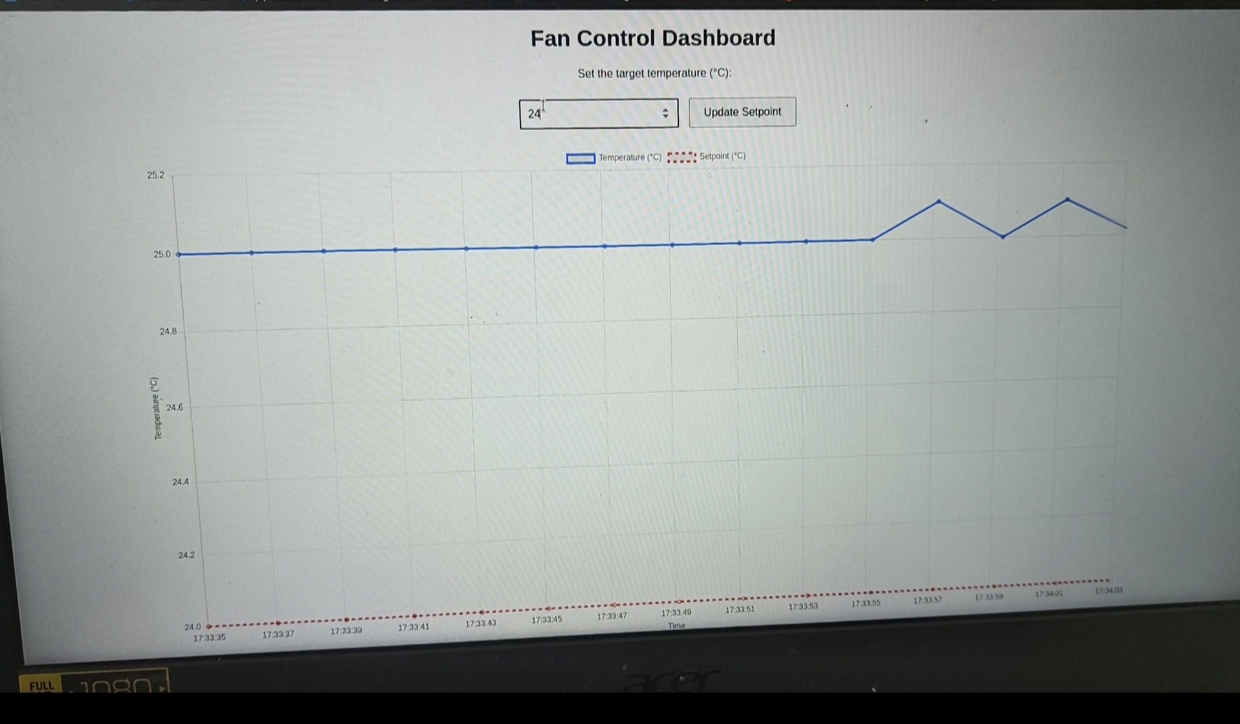 Fan Control Dashboard
Set the target temperature (°C):
24
Update Setpoint
Temperature (°C) Setpoint (°C)
25.2
25.0
24.8
24.6
24.4
24.2
24.0
Temperature (°C)
17:33:35 17:33:37 17:33:39 17:33:41 17:33:43 17:33:45 17:33:47 17:33:49 17:33:51 17:33:53 17:33:55 17:33:57 17:33:59 17:34:01 17:34:03
Time
FULL
1080
acer